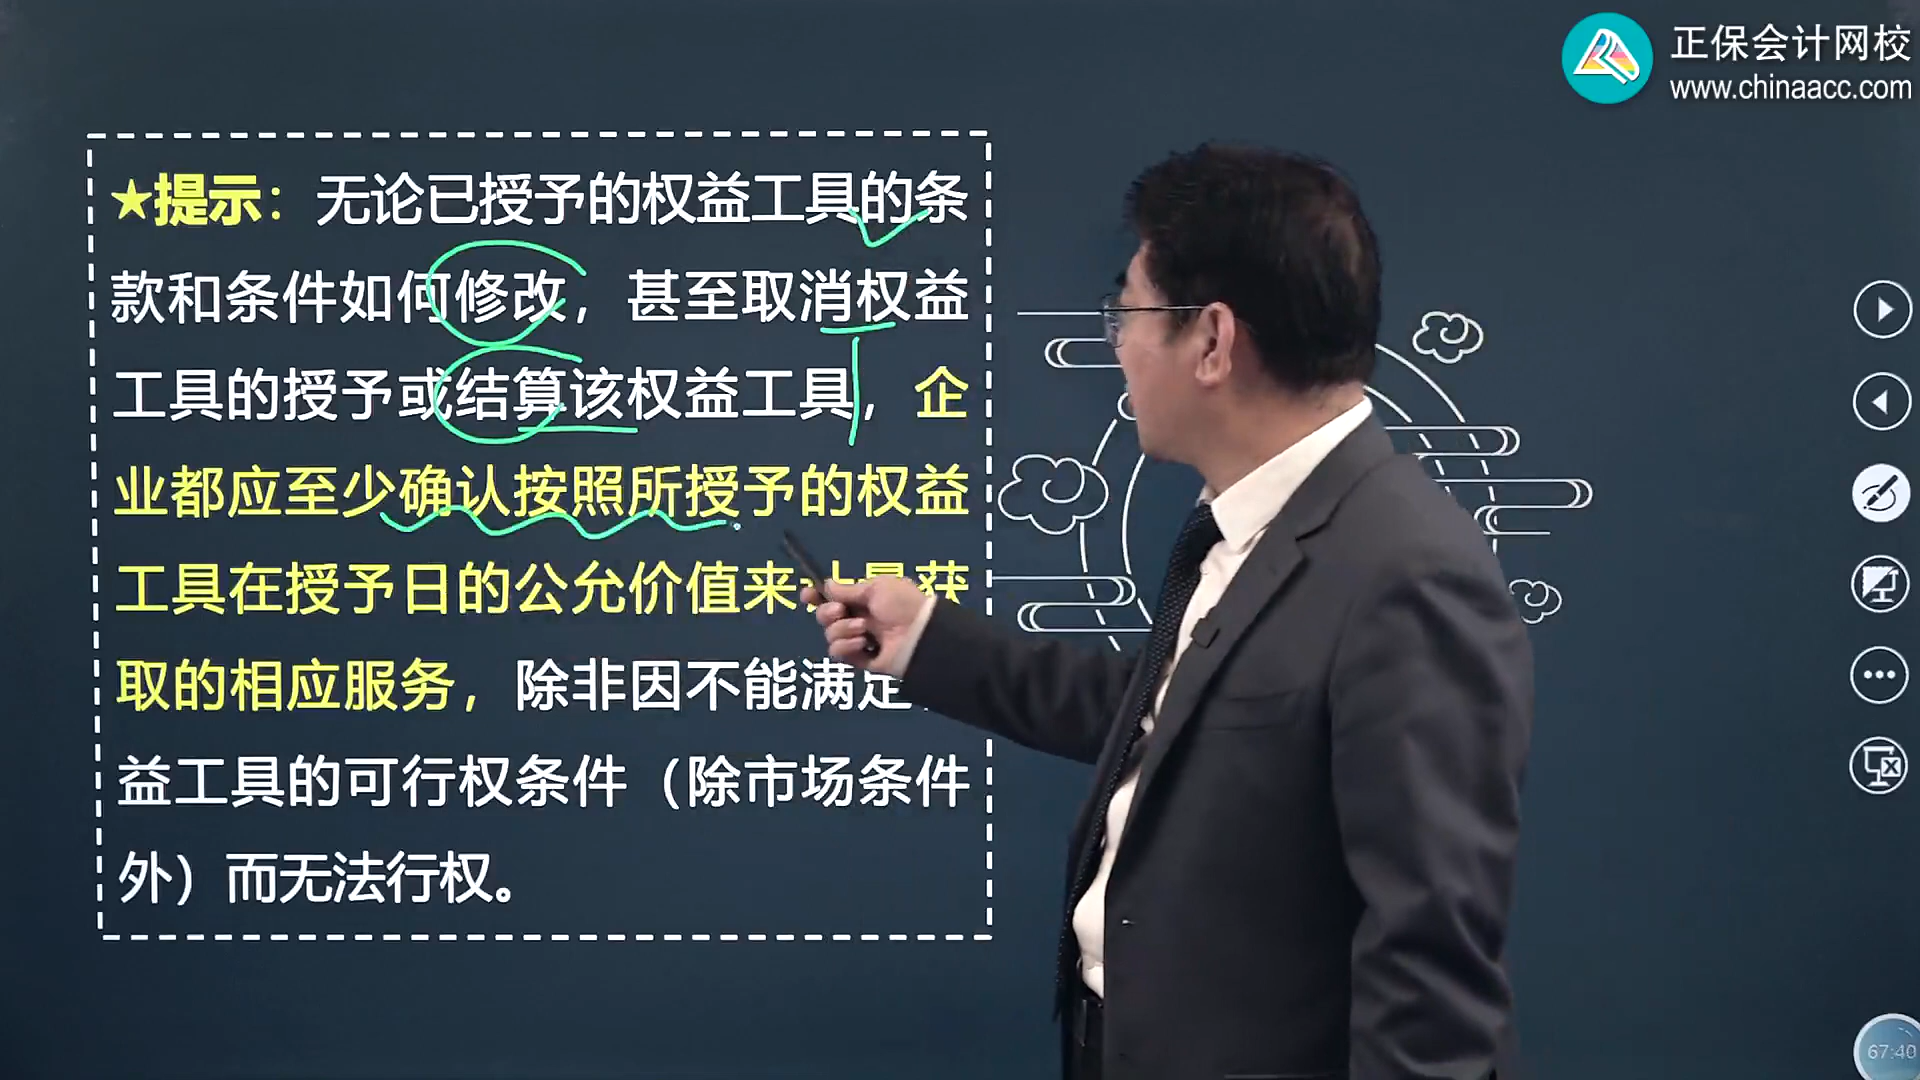 正保会计网校
www.chinaacc.com
★提示：无论已授予的权益工具的条
款和条件如何修改，甚至取消权益
工具的授予或结算该权益工具，企
业都应至少确认按照所授予的权益
工具在授予日的公允价值来 获
取的相应服务，除非因不能满足
益工具的可行权条件（除市场条件
外）而无法行权。
67:40